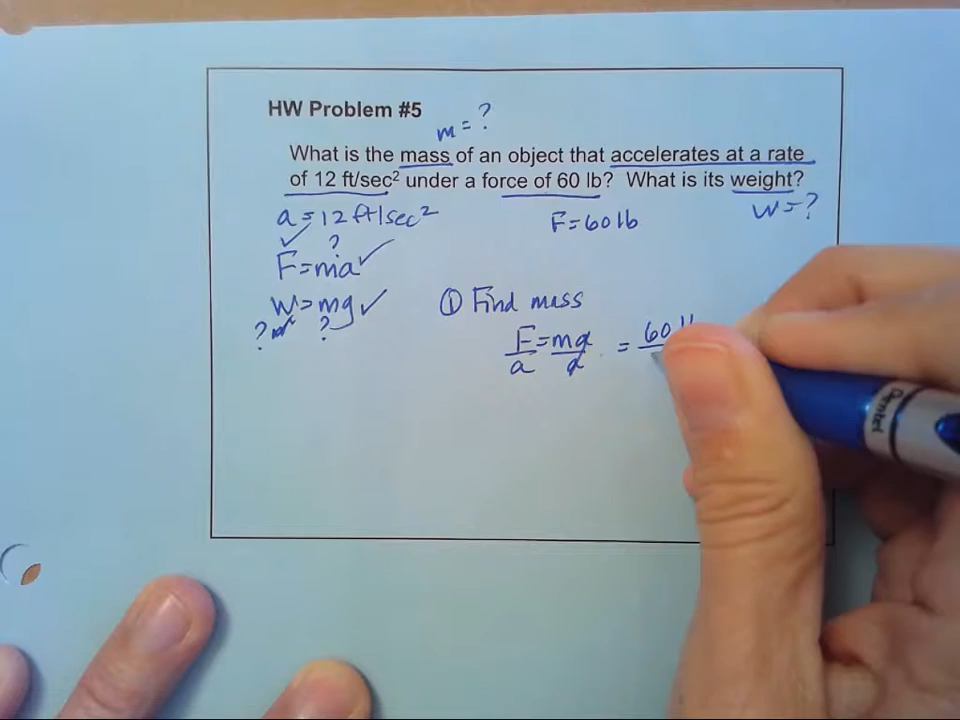 HW Problem #5
m = ?
What is the mass of an object that accelerates at a rate
of 12 ft/sec² under a force of 60 lb? What is its weight?
a = 12 ft/sec² F = 60 lb W = ?
?
F = ma
W = mg ① Find mass
? ?
F = ma = 60
a a
Pentel